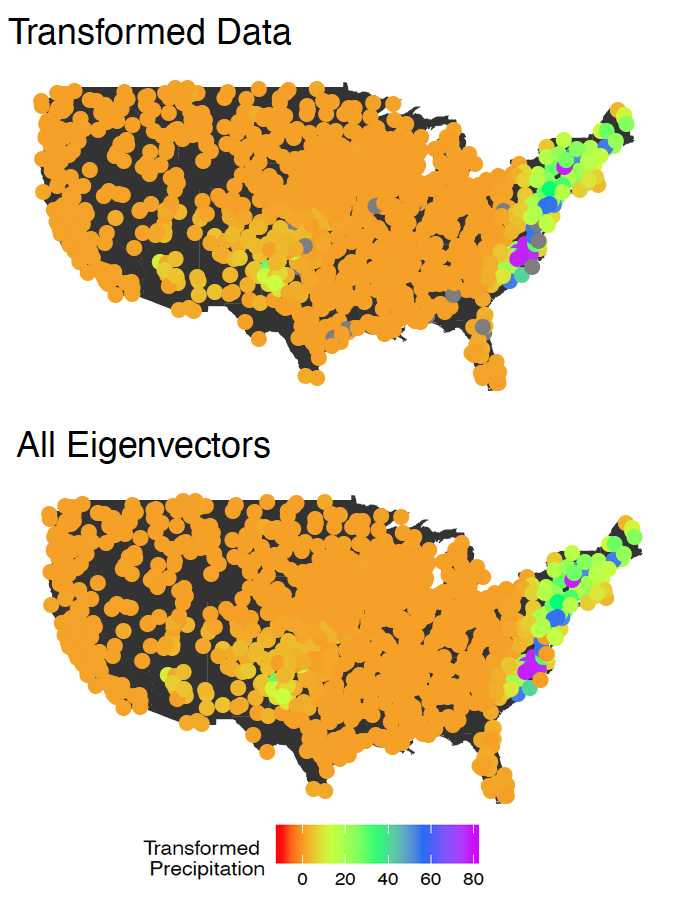 Transformed Data
All Eigenvectors
Transformed
Precipitation
0 20 40 60 80